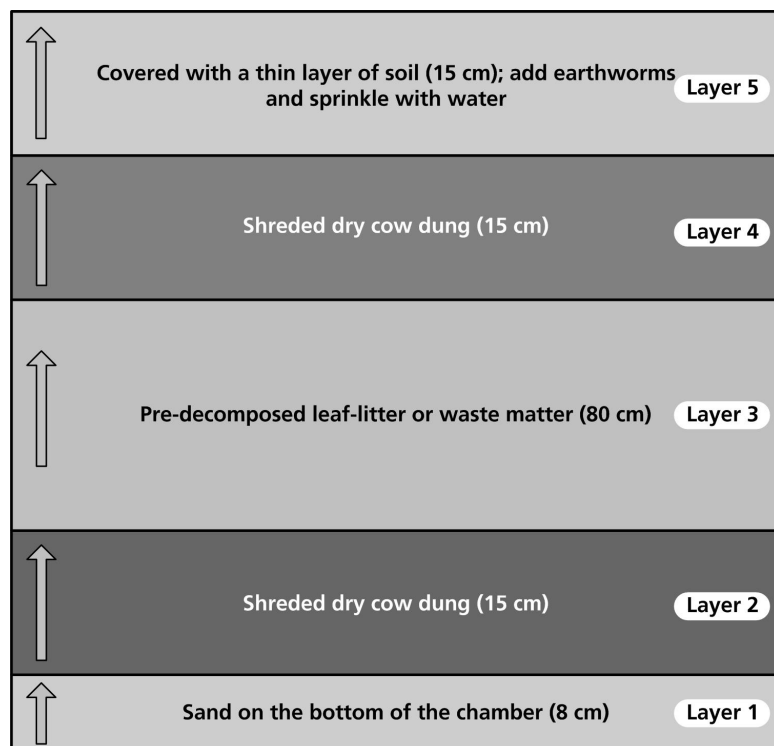 Covered with a thin layer of soil (15 cm); add earthworms
and sprinkle with water
Layer 5
Shreded dry cow dung (15 cm)
Layer 4
Pre-decomposed leaf-litter or waste matter (80 cm)
Layer 3
Shreded dry cow dung (15 cm)
Layer 2
Sand on the bottom of the chamber (8 cm)
Layer 1